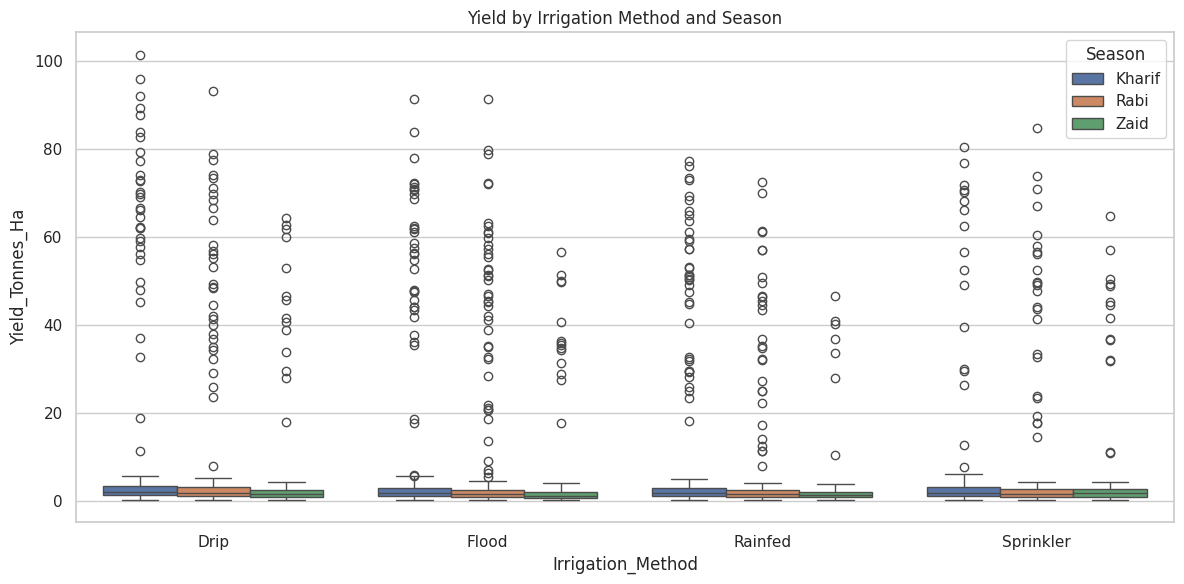 Yield by Irrigation Method and Season
Season
Kharif
Rabi
Zaid
Yield_Tonnes_Ha
100
80
60
40
20
0
Drip
Flood
Rainfed
Sprinkler
Irrigation_Method